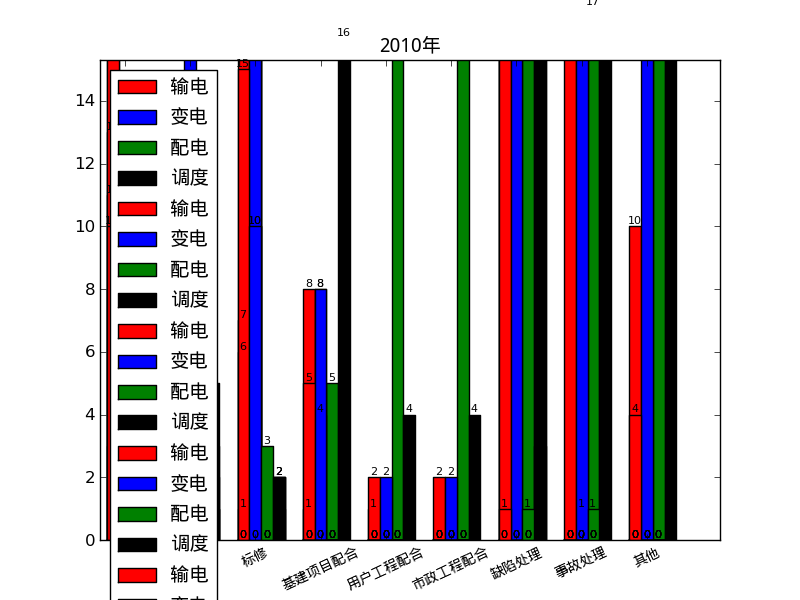 17
16
2010年
14
12
10
8
6
4
2
0
输电
变电
配电
调度
输电
变电
配电
调度
输电
变电
配电
调度
输电
变电
配电
调度
输电
15
10
7
6
1
0 0 0 0
3
2
8 8
5 5
4
1
0 0 0
2 2 4
1
0 0 0
2 2 4
0 0 0
1 1
0 0 0
1 1
0 0 0
10
4
0 0 0
标修
基建项目配合
用户工程配合
市政工程配合
缺陷处理
事故处理
其他